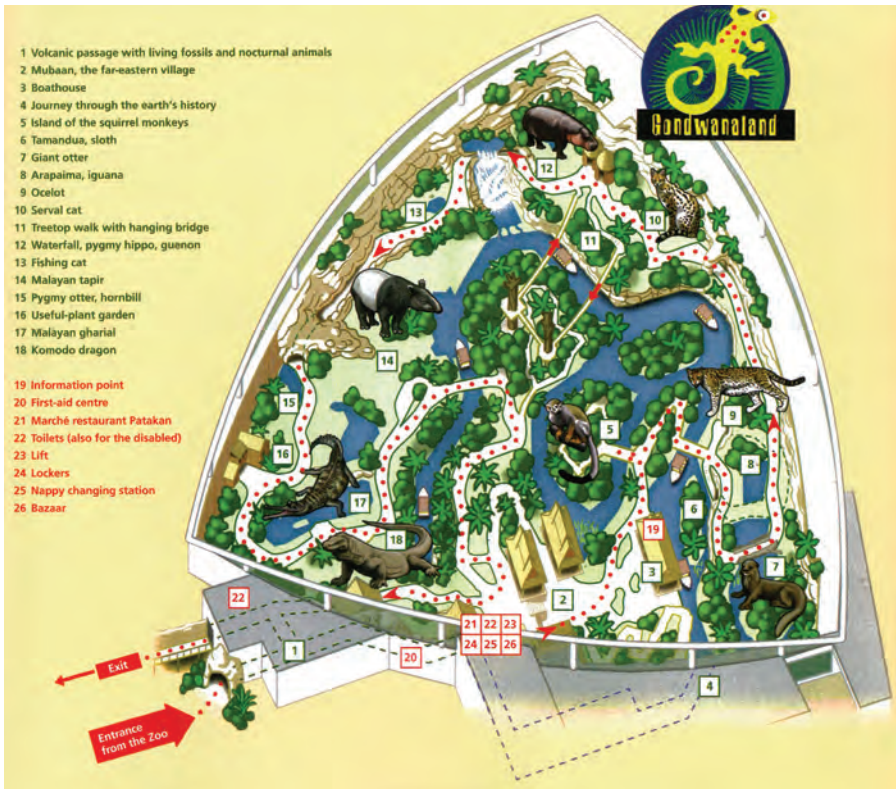 1 Volcanic passage with living fossils and nocturnal animals
2 Mubaan, the far-eastern village
3 Boathouse
4 Journey through the earth's history
5 Island of the squirrel monkeys
6 Tamandua, sloth
7 Giant otter
8 Arapaima, iguana
9 Ocelot
10 Serval cat
11 Treetop walk with hanging bridge
12 Waterfall, pygmy hippo, guenon
13 Fishing cat
14 Malayan tapir
15 Pygmy otter, hornbill
16 Useful-plant garden
17 Malayan gharial
18 Komodo dragon
19 Information point
20 First-aid centre
21 Marché restaurant Patakan
22 Toilets (also for the disabled)
23 Lift
24 Lockers
25 Nappy changing station
26 Bazaar
Gondwanaland
12
13
10
11
14
15
9
5
16
8
17
6
18
19
3
7
2
22
21 22 23
24 25 26
1
20
4
Exit
Entrance
from the Zoo